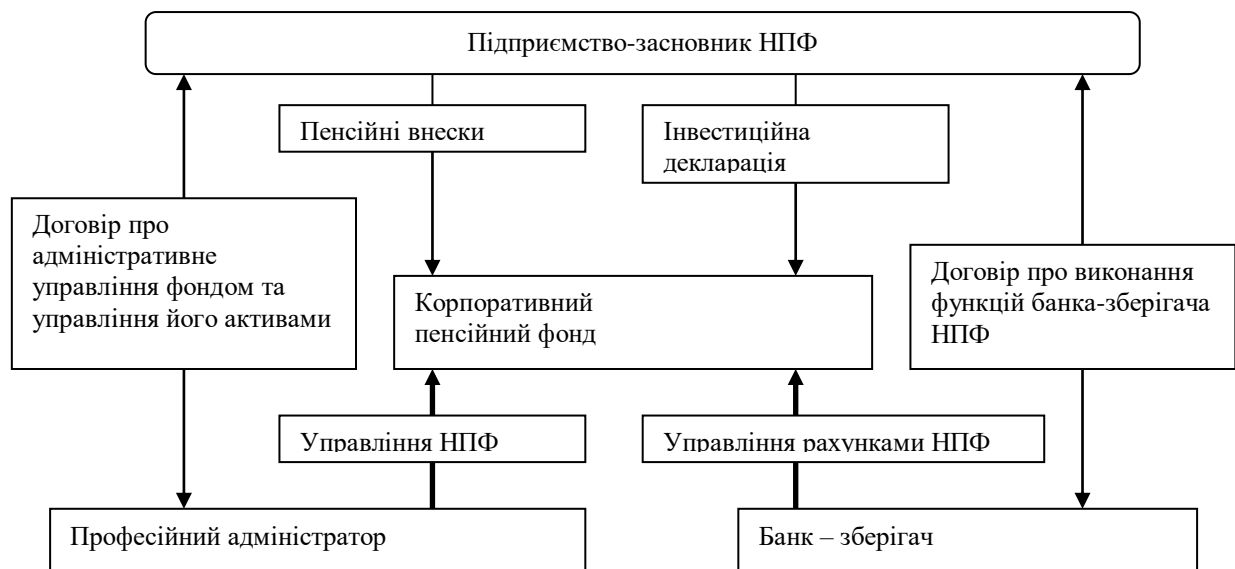 Підприємство-засновник НПФ
Пенсійні внески
Інвестиційна
декларація
Договір про
адміністративне
управління фондом та
управління його активами
Корпоративний
пенсійний фонд
Договір про виконання
функцій банка-зберігача
НПФ
Управління НПФ
Управління рахунками НПФ
Професійний адміністратор
Банк – зберігач